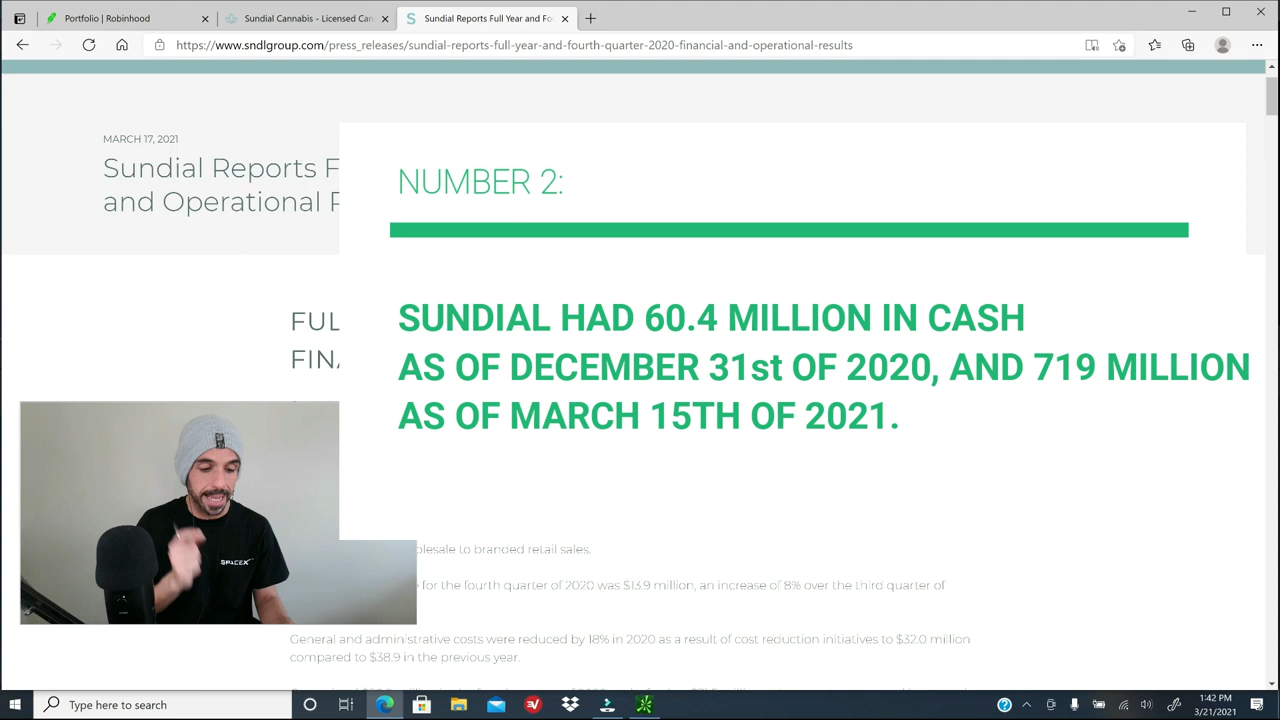 Portfolio | Robinhood
Sundial Cannabis - Licensed Can
Sundial Reports Full Year and Fou
https://www.sndlgroup.com/press_releases/sundial-reports-full-year-and-fourth-quarter-2020-financial-and-operational-results
MARCH 17, 2021
Sundial Reports F
and Operational
NUMBER 2:
FUL
FINA
SUNDIAL HAD 60.4 MILLION IN CASH
AS OF DECEMBER 31st OF 2020, AND 719 MILLION
AS OF MARCH 15TH OF 2021.
SPACEX
olesale to branded retail sales.
for the fourth quarter of 2020 was $13.9 million, an increase of 8% over the third quarter of
General and administrative costs were reduced by 18% in 2020 as a result of cost reduction initiatives to $32.0 million
compared to $38.9 in the previous year.
Type here to search
1:42 PM
3/21/2021